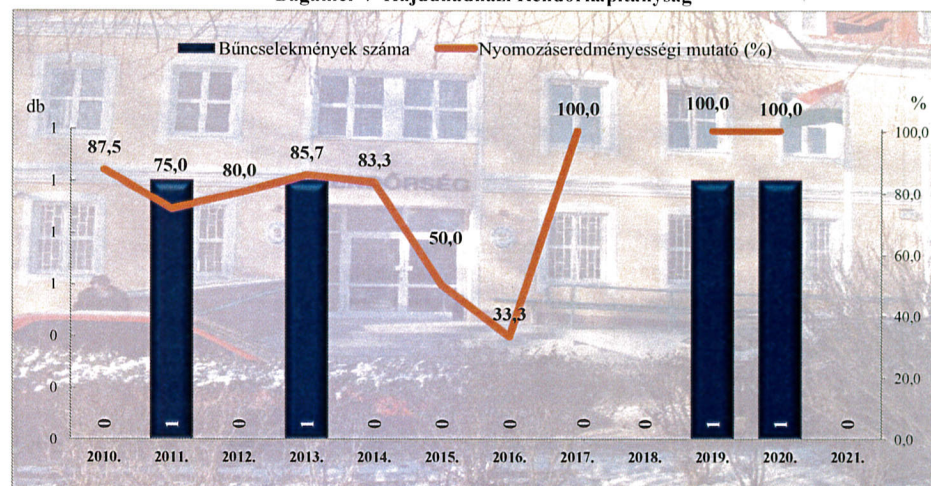 Bagamér Hajdúhadházi Rendőrkapitányság
Bűncselekmények száma Nyomozáseredményességi mutató (%)
db %
1 1 1 1 0 0 0
87,5 75,0 80,0 85,7 83,3 50,0 33,3 100,0 100,0 100,0
100,0 80,0 60,0 40,0 20,0 0,0
ŐRSÉG
0 1 0 1 0 0 0 0 0 1 1 0
2010. 2011. 2012. 2013. 2014. 2015. 2016. 2017. 2018. 2019. 2020. 2021.